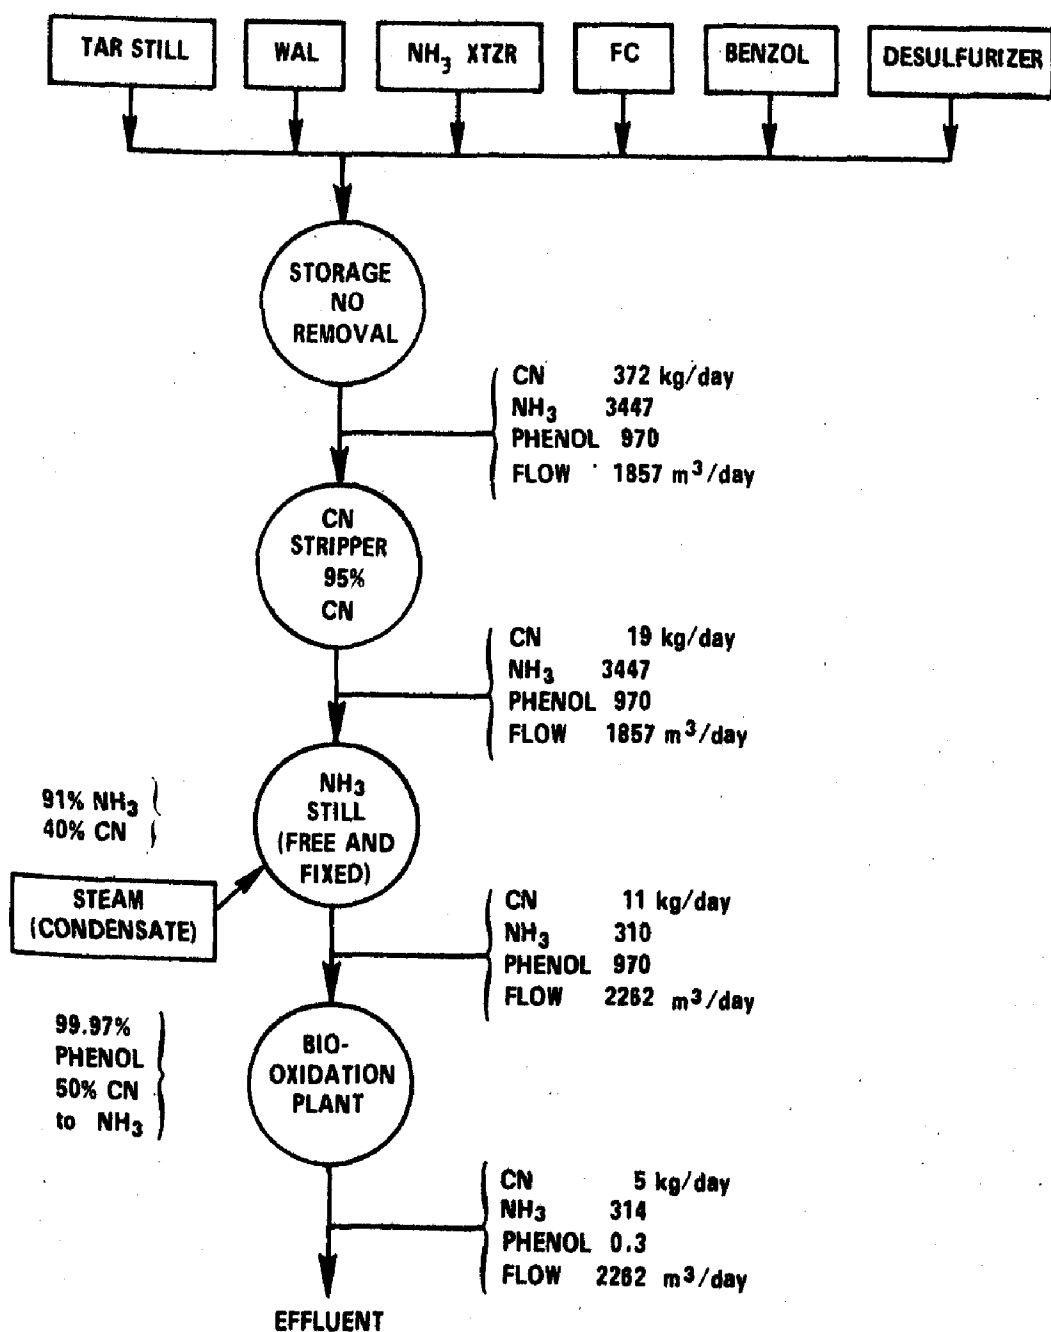 TAR STILL
WAL
NH₃ XTZR
FC
BENZOL
DESULFURIZER
STORAGE
NO
REMOVAL
CN 372 kg/day
NH₃ 3447
PHENOL 970
FLOW 1857 m³/day
CN
STRIPPER
95%
CN
CN 19 kg/day
NH₃ 3447
PHENOL 970
FLOW 1857 m³/day
91% NH₃
40% CN
NH₃
STILL
(FREE AND
FIXED)
STEAM
(CONDENSATE)
CN 11 kg/day
NH₃ 310
PHENOL 970
FLOW 2262 m³/day
99.97%
PHENOL
50% CN
to NH₃
BIO-
OXIDATION
PLANT
CN 5 kg/day
NH₃ 314
PHENOL 0.3
FLOW 2262 m³/day
EFFLUENT